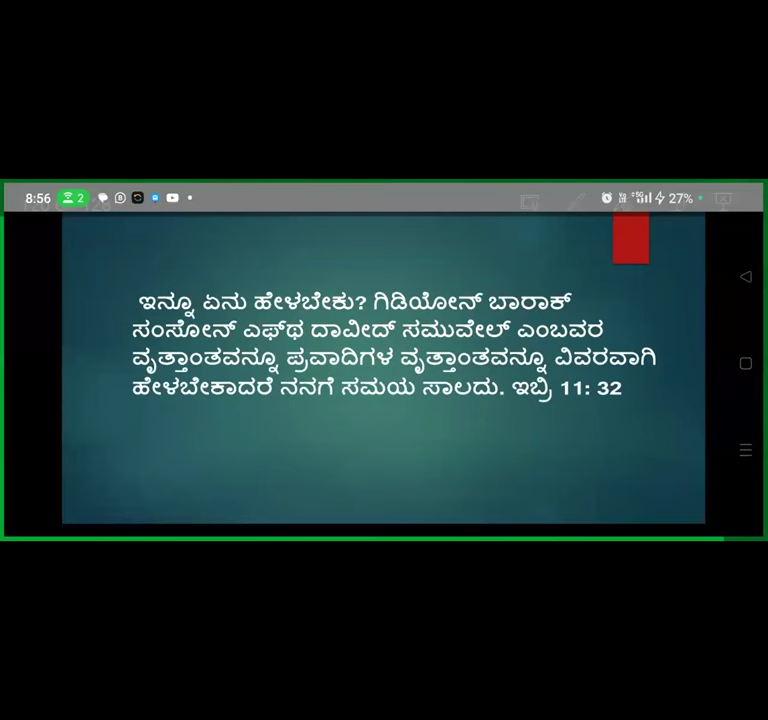 8:56 2 27%
ಇನ್ನೂ ಏನು ಹೇಳಬೇಕು? ಗಿಡಿಯೋನ್ ಬಾರಾಕ್
ಸಂಸೋನ್ ಎಫ್‌ಥ ದಾವೀದ್ ಸಮುವೇಲ್ ಎಂಬವರ
ವೃತ್ತಾಂತವನ್ನೂ ಪ್ರವಾದಿಗಳ ವೃತ್ತಾಂತವನ್ನೂ ವಿವರವಾಗಿ
ಹೇಳಬೇಕಾದರೆ ನನಗೆ ಸಮಯ ಸಾಲದು. ಇಬ್ರಿ 11: 32